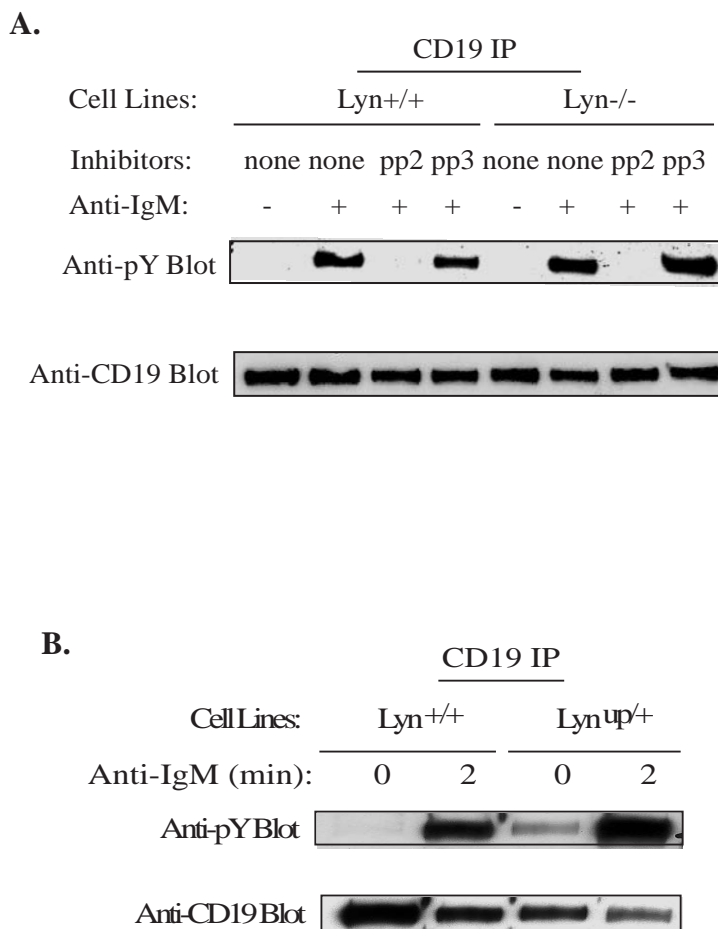 A.
CD19 IP
Cell Lines: Lyn+/+ Lyn-/-
Inhibitors: none none pp2 pp3 none none pp2 pp3
Anti-IgM: - + + + - + + +
Anti-pY Blot
Anti-CD19 Blot
B.
CD19 IP
Cell Lines: Lyn+/+ Lynup/+
Anti-IgM (min): 0 2 0 2
Anti-pY Blot
Anti-CD19 Blot